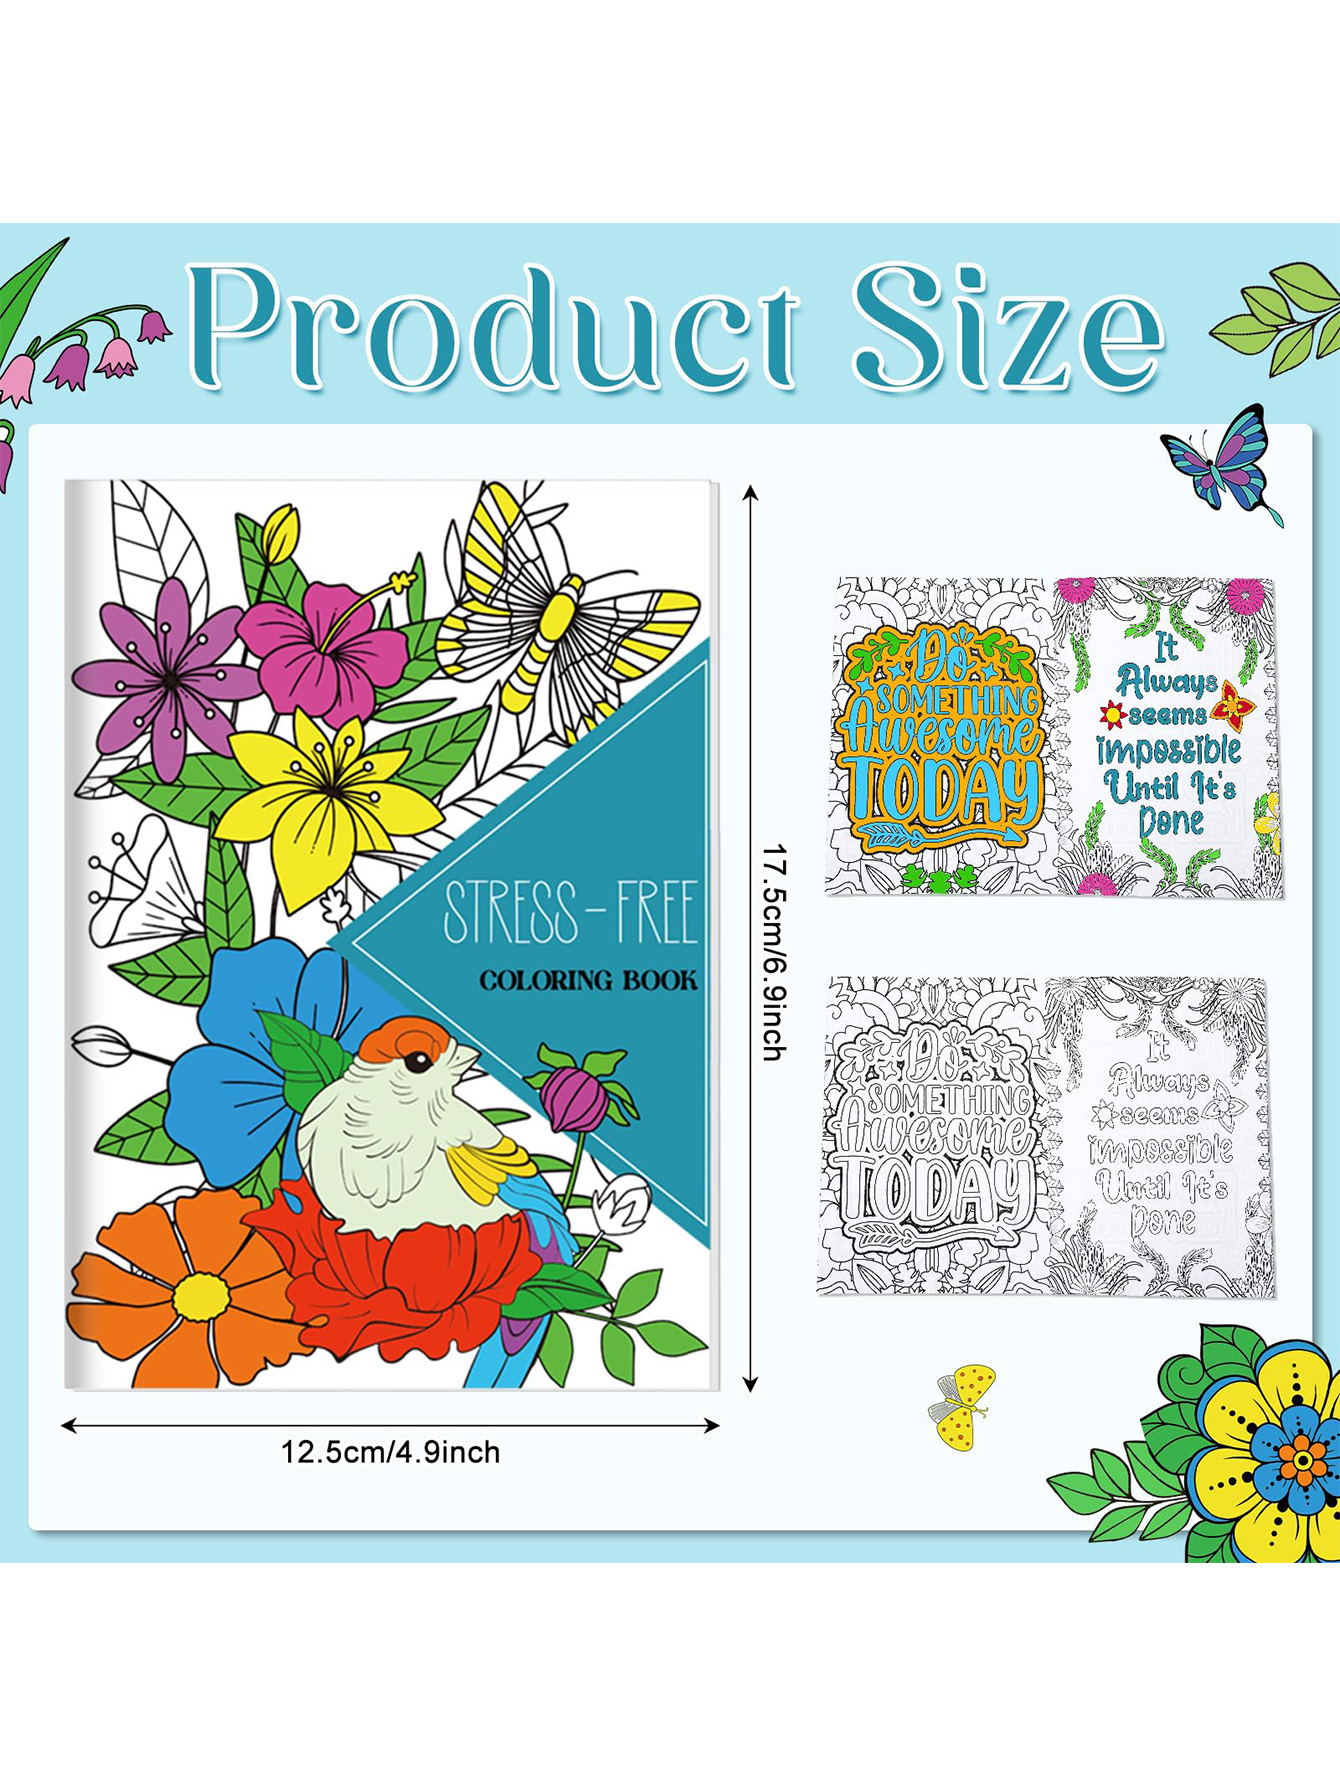 Product Size
STRESS-FREE
COLORING BOOK
17.5cm/6.9inch
12.5cm/4.9inch
Do
SOMETHING
Awesome
TODAY
It
Always
seems
impossible
Until It's
Done
Do
SOMETHING
Awesome
TODAY
It
Always
seems
impossible
Until It's
Done